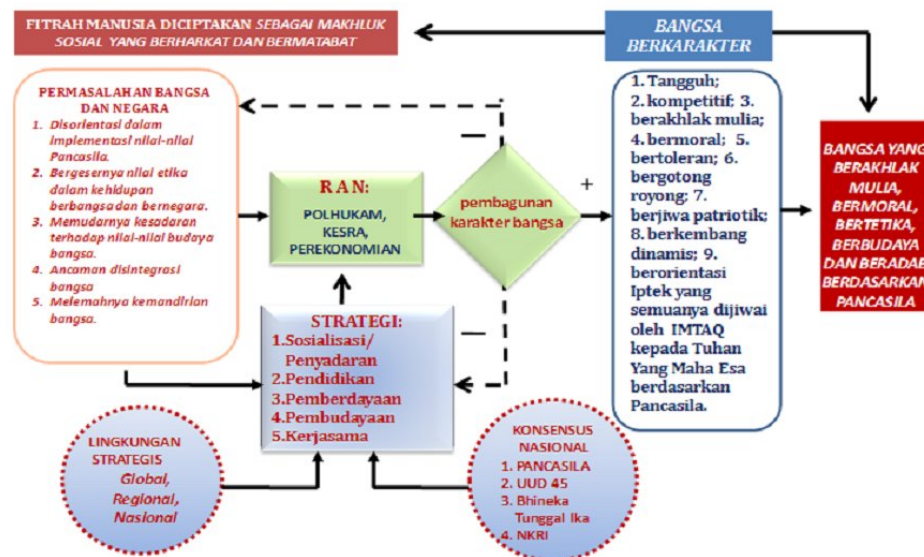 FITRAH MANUSIA DICIPTAKAN SEBAGAI MAKHLUK
SOSIAL YANG BERHARKAT DAN BERMATABAT
BANGSA
BERKARAKTER
PERMASALAHAN BANGSA
DAN NEGARA
1. Disorientasi dalam
implementasi nilai-nilai
Pancasila.
2. Bergesernya nilai etika
dalam kehidupan
berbangsa dan bernegara.
3. Memudarnya kesadaran
terhadap nilai-nilai budaya
bangsa.
4. Ancaman disintegrasi
bangsa
5. Melemahnya kemandirian
bangsa.
R A N:
POLHUKAM,
KESRA,
PEREKONOMIAN
pembagunan
karakter bangsa
+
1. Tangguh;
2. kompetitif; 3.
berakhlak mulia;
4. bermoral; 5.
bertoleran; 6.
bergotong
royong; 7.
berjiwa patriotik;
8. berkembang
dinamis; 9.
berorientasi
Iptek yang
semuanya dijiwai
oleh IMTAQ
kepada Tuhan
Yang Maha Esa
berdasarkan
Pancasila.
BANGSA YANG
BERAKHLAK
MULIA,
BERMORAL,
BERTETIKA,
BERBUDAYA
DAN BERADAB
BERDASARKAN
PANCASILA
STRATEGI:
1.Sosialisasi/
Penyadaran
2.Pendidikan
3.Pemberdayaan
4.Pembudayaan
5.Kerjasama
LINGKUNGAN
STRATEGIS
Global,
Regional,
Nasional
KONSENSUS
NASIONAL
1. PANCASILA
2. UUD 45
3. Bhineka
Tunggal Ika
4. NKRI